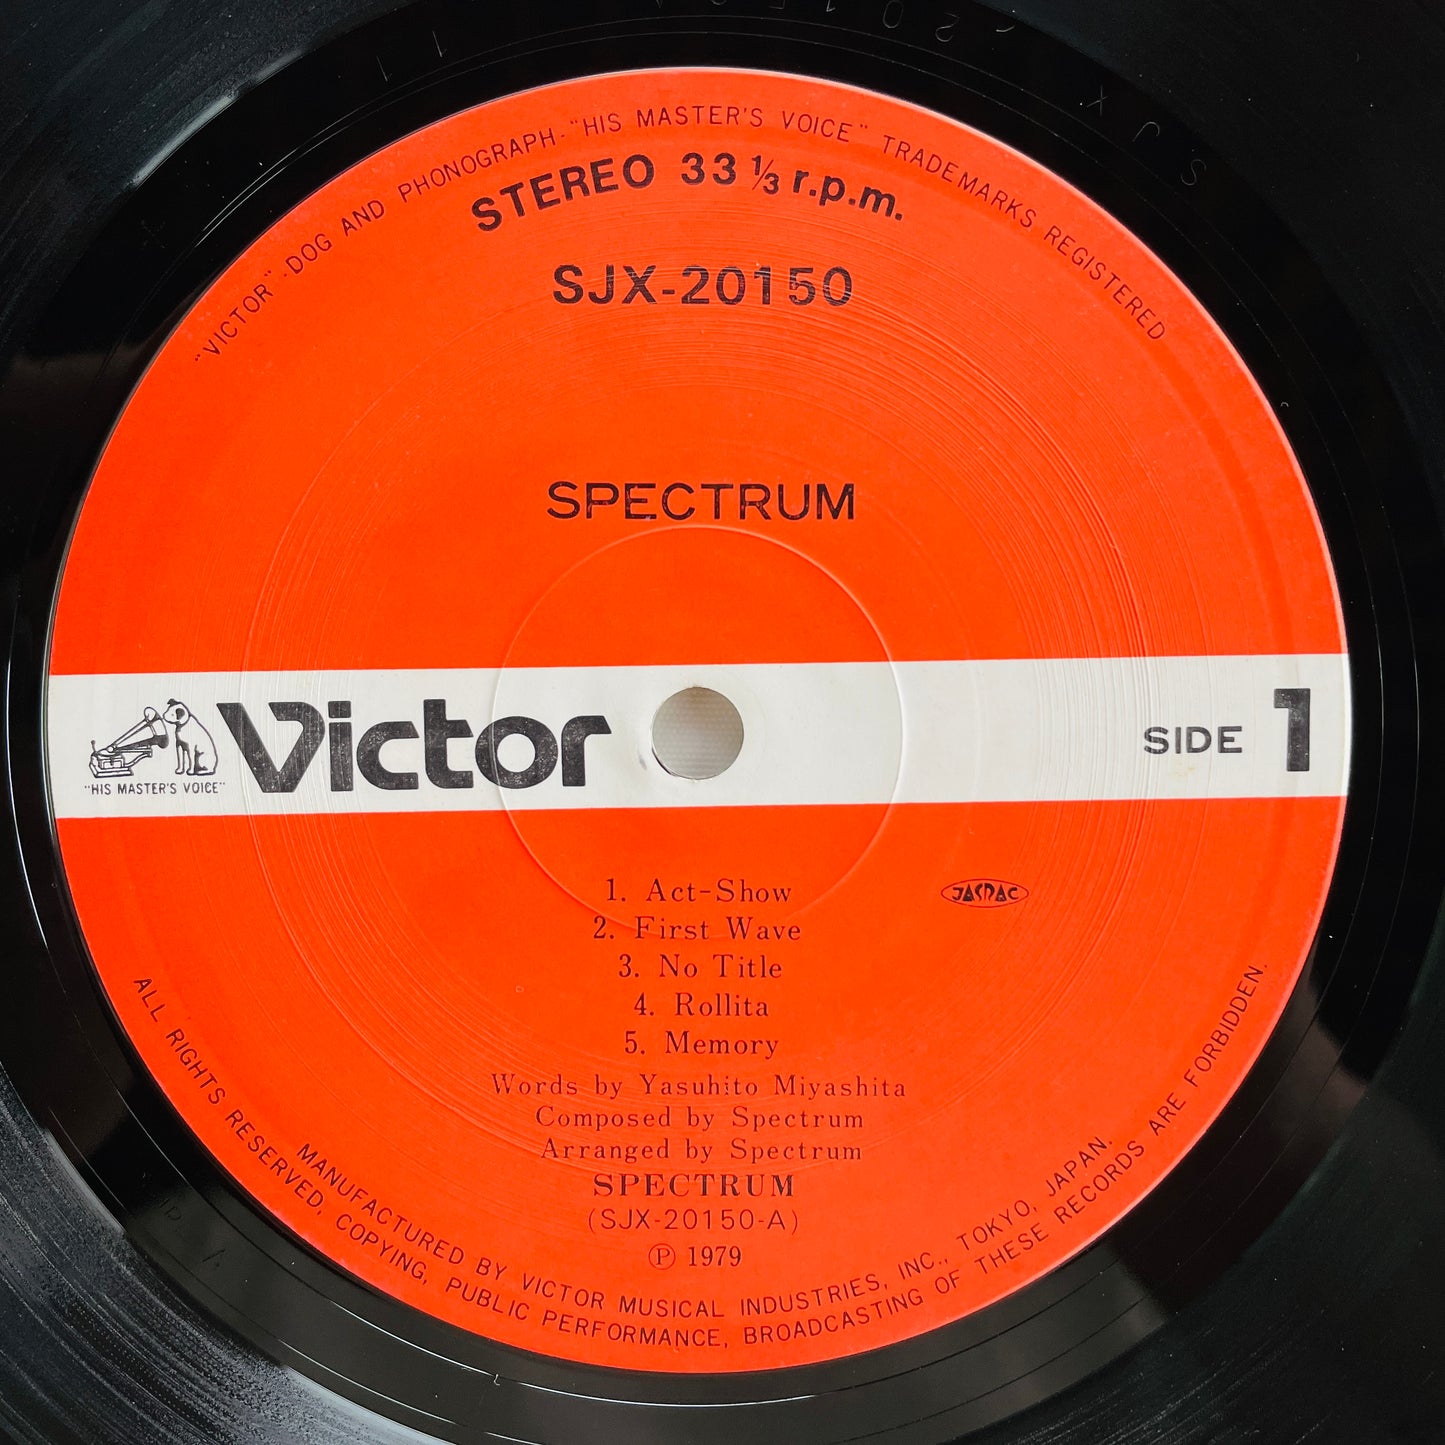 "VICTOR"-DOG AND PHONOGRAPH-"HIS MASTER'S VOICE" TRADEMARKS REGISTERED
STEREO 33 1/3 r.p.m.
SJX-20150
SPECTRUM
"HIS MASTER'S VOICE"
Victor
SIDE 1
1. Act-Show
JASRAC
2. First Wave
3. No Title
4. Rollita
5. Memory
Words by Yasuhito Miyashita
Composed by Spectrum
Arranged by Spectrum
SPECTRUM
(SJX-20150-A)
Ⓟ 1979
MANUFACTURED BY VICTOR MUSICAL INDUSTRIES, INC., TOKYO, JAPAN.
ALL RIGHTS RESERVED, COPYING, PUBLIC PERFORMANCE, BROADCASTING OF THESE RECORDS ARE FORBIDDEN.